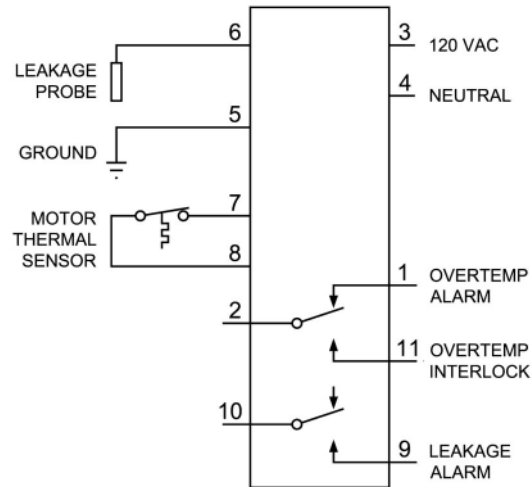 6
3
120 VAC
LEAKAGE
PROBE
4
NEUTRAL
5
GROUND
7
MOTOR
THERMAL
SENSOR
8
1
OVERTEMP
ALARM
2
11
OVERTEMP
INTERLOCK
10
9
LEAKAGE
ALARM